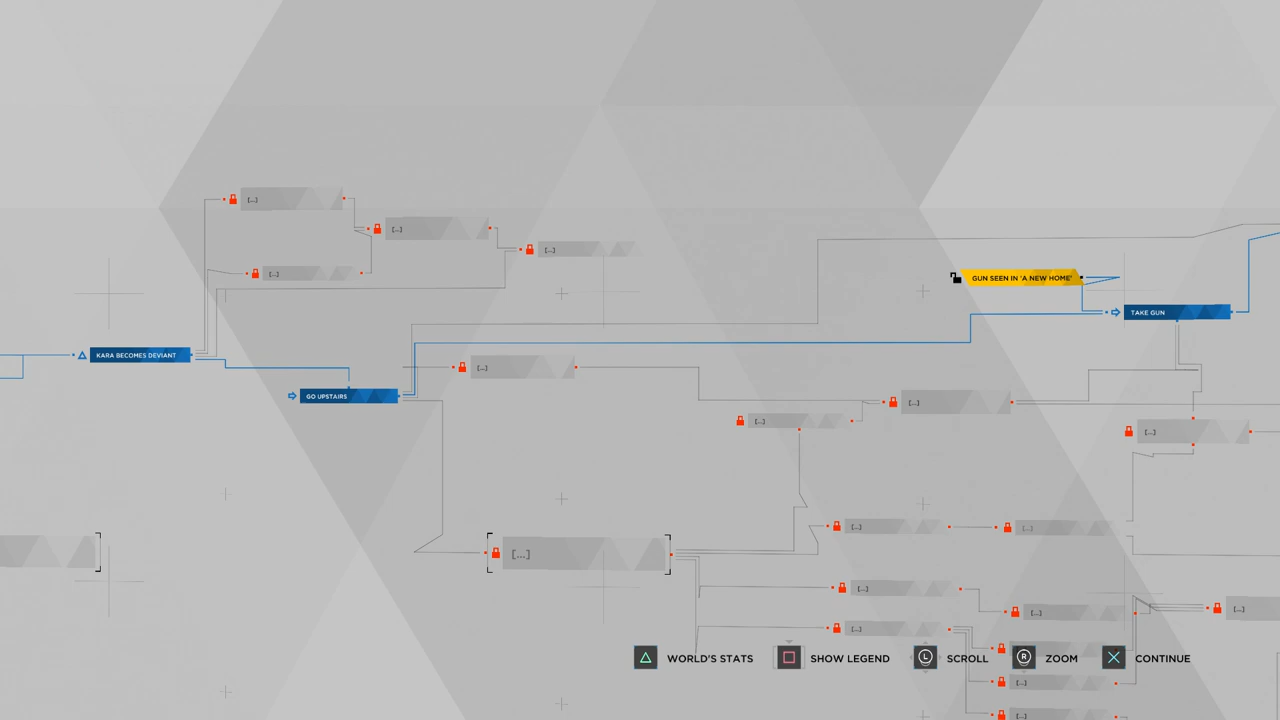 [...]
[...]
[...]
[...]
GUN SEEN IN 'A NEW HOME'
TAKE GUN
KARA BECOMES DEVIANT
[...]
GO UPSTAIRS
[...]
[...]
[...]
[...]
[...]
[...]
[...]
[...]
[...]
[...]
WORLD'S STATS
SHOW LEGEND
L
SCROLL
R
ZOOM
CONTINUE
[...]
[...]